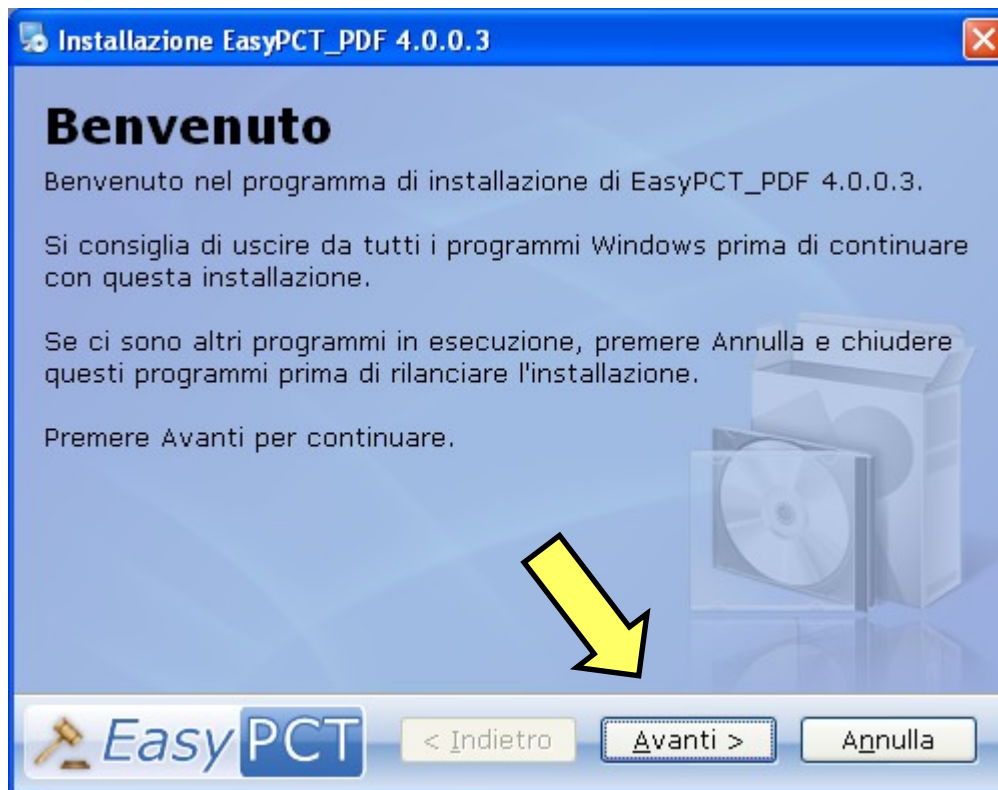 Installazione EasyPCT_PDF 4.0.0.3
Benvenuto
Benvenuto nel programma di installazione di EasyPCT_PDF 4.0.0.3.
Si consiglia di uscire da tutti i programmi Windows prima di continuare
con questa installazione.
Se ci sono altri programmi in esecuzione, premere Annulla e chiudere
questi programmi prima di rilanciare l'installazione.
Premere Avanti per continuare.
Easy PCT < Indietro Avanti > Annulla